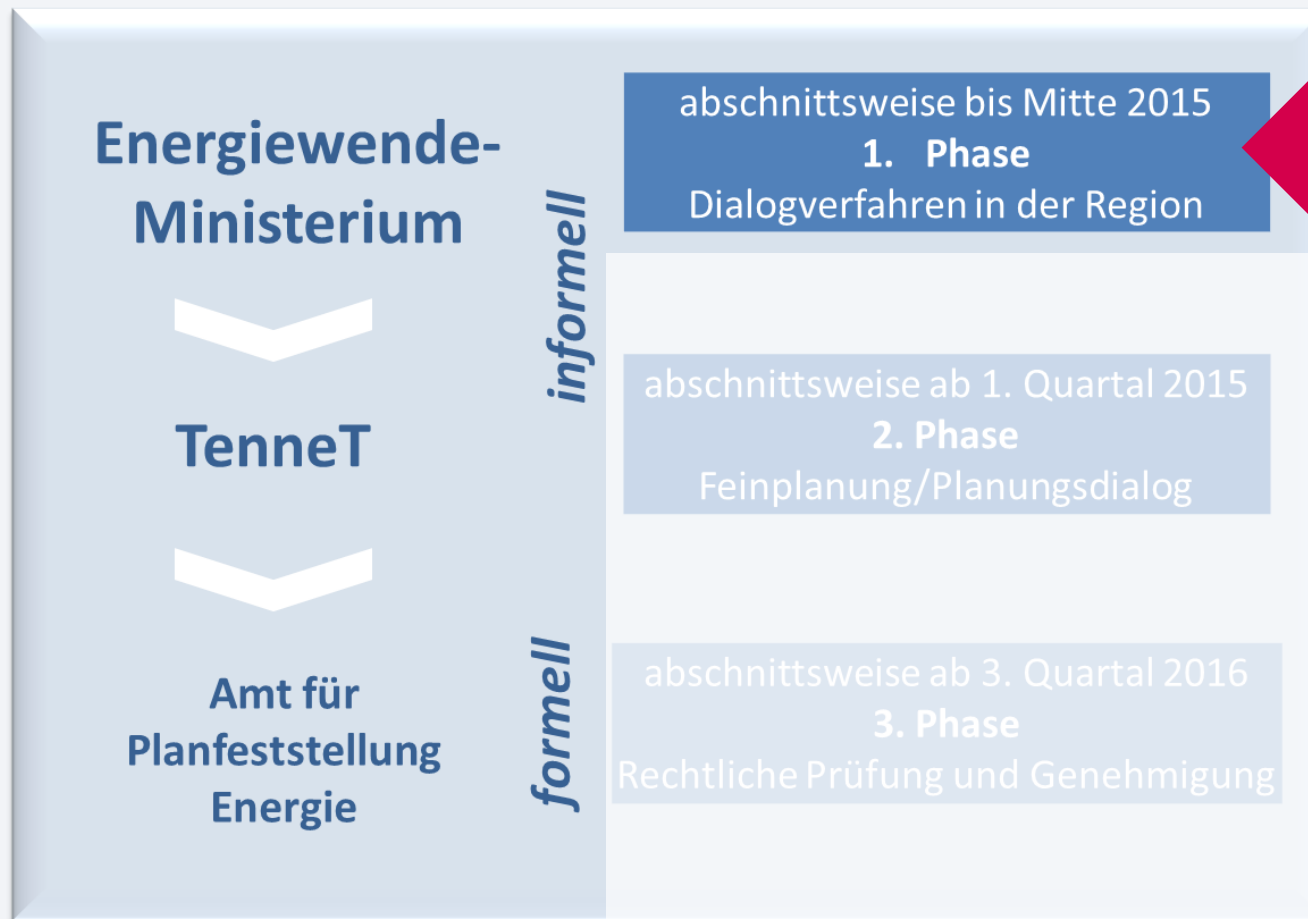 Energiewende-
Ministerium
TenneT
Amt für
Planfeststellung
Energie
informell
formell
abschnittsweise bis Mitte 2015
1. Phase
Dialogverfahren in der Region
abschnittsweise ab 1. Quartal 2015
2. Phase
Feinplanung/Planungsdialog
abschnittsweise ab 3. Quartal 2016
3. Phase
Rechtliche Prüfung und Genehmigung